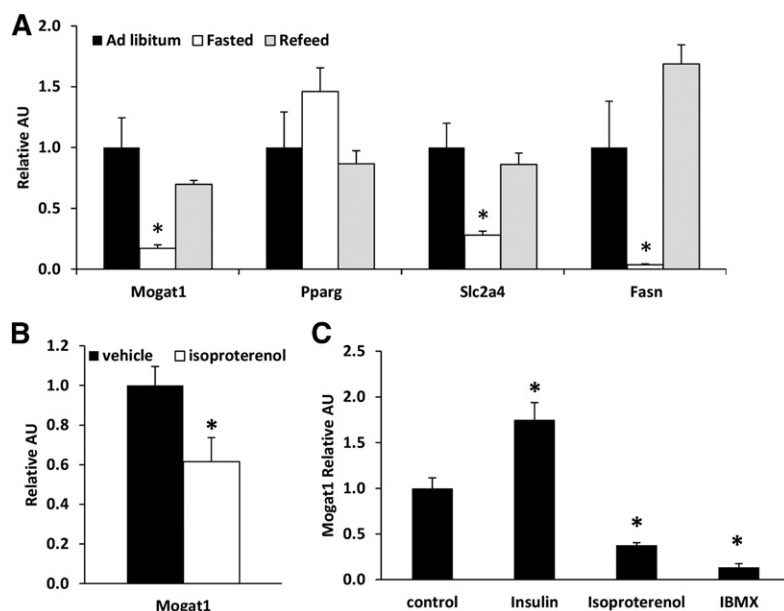 A
Ad libitum Fasted Refeed
Relative AU
2.0
1.5
1.0
0.5
0.0
*
*
*
Mogat1 Pparg Slc2a4 Fasn
B
vehicle isoproterenol
Relative AU
1.2
1.0
0.8
0.6
0.4
0.2
0.0
*
Mogat1
C
Mogat1 Relative AU
2.5
2.0
1.5
1.0
0.5
0.0
*
*
*
control Insulin Isoproterenol IBMX